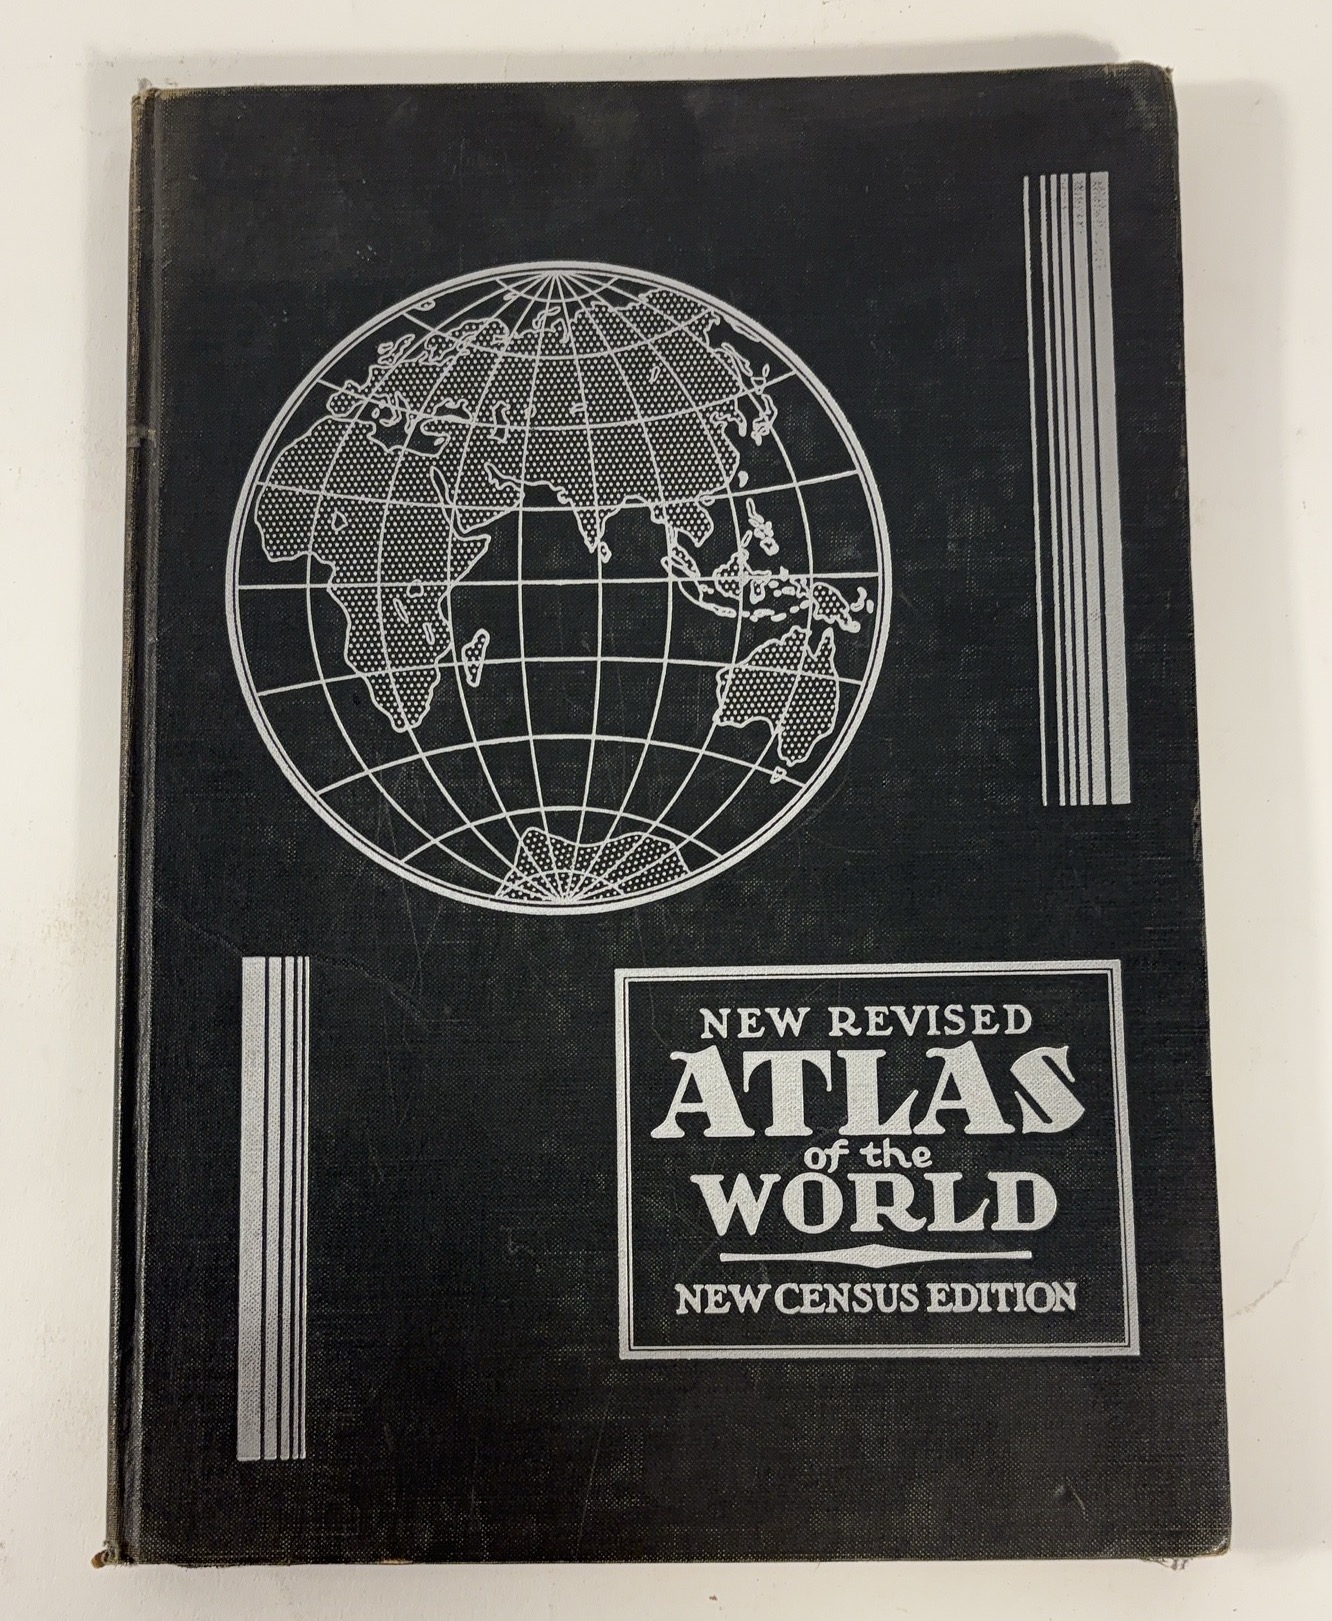 NEW REVISED
ATLAS
of the
WORLD
NEW CENSUS EDITION